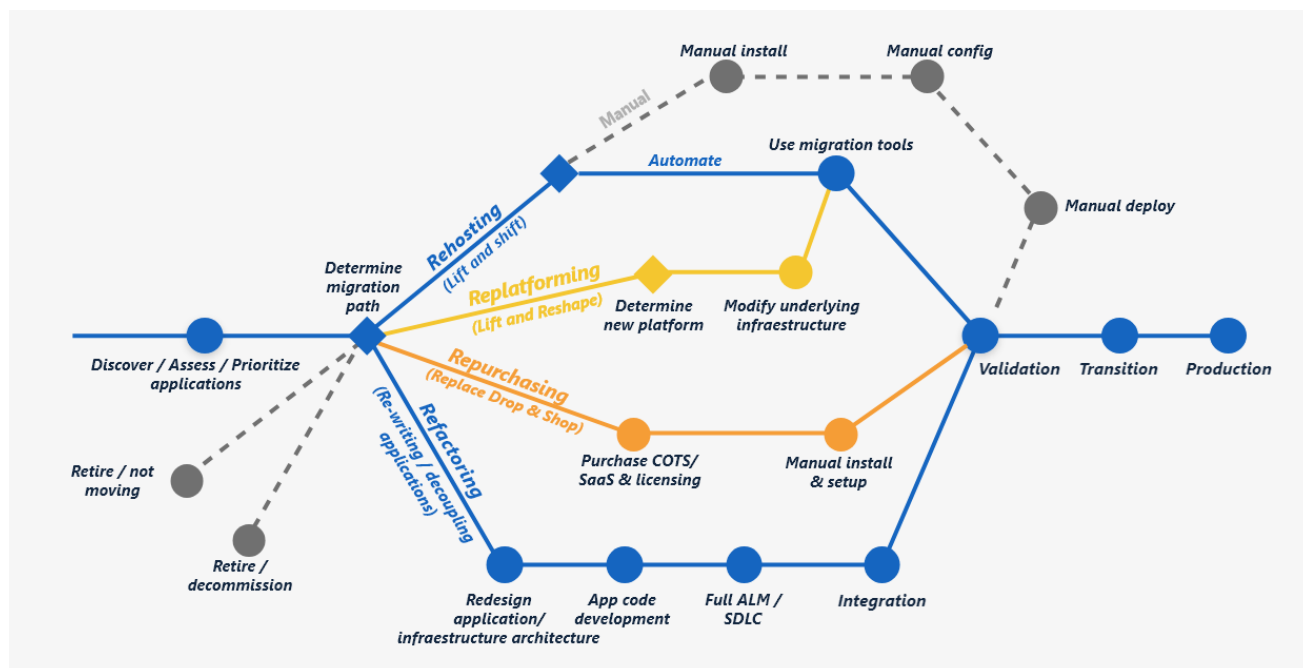 Manual install
Manual config
Manual
Use migration tools
Automate
Manual deploy
Rehosting
(Lift and shift)
Determine
migration
path
Replatforming
(Lift and Reshape)
Determine
new platform
Modify underlying
infraestructure
Discover / Assess / Prioritize
applications
Repurchasing
(Replace Drop & Shop)
Validation
Transition
Production
Refactoring
(Re-writing / decoupling
applications)
Purchase COTS/
SaaS & licensing
Manual install
& setup
Retire / not
moving
Retire /
decommission
Redesign
application/
infraestructure architecture
App code
development
Full ALM /
SDLC
Integration